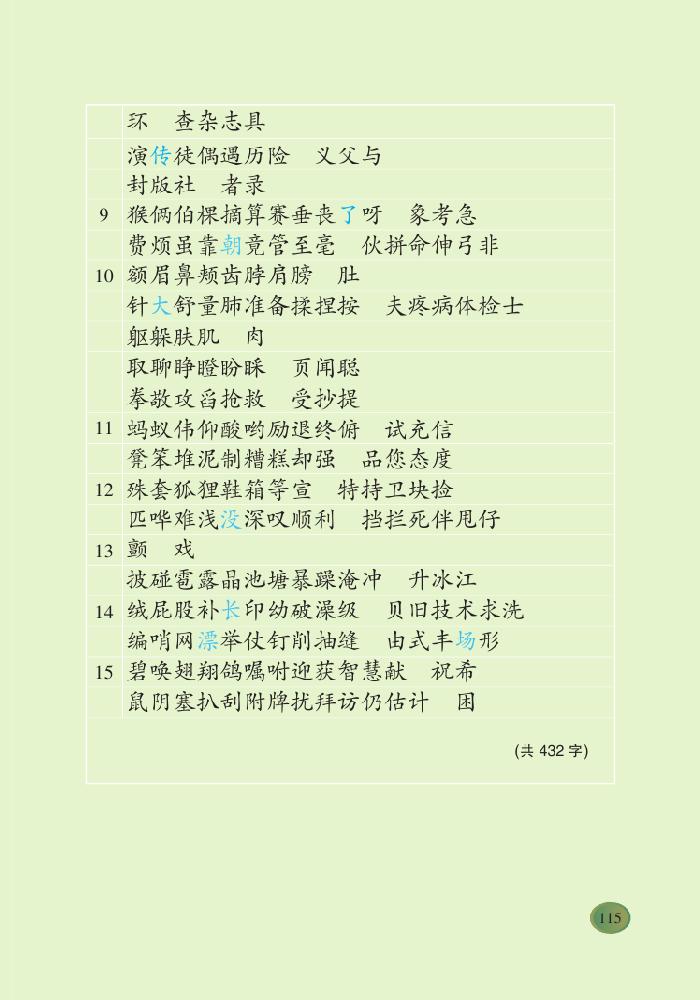 环　查杂志具
演传徒偶遇历险　义父与
封版社　者录
9 猴俩伯棵摘算赛垂丧了呀　象考急
费烦虽靠朝竟管至毫　伙拼命伸弓非
10 额眉鼻颊齿脖肩膀　肚
针大舒量肺准备揉捏按　夫疼病体检士
躯躲肤肌　肉
取聊睁瞪盼睬　页闻聪
拳敬攻舀抢救　受抄提
11 蚂蚁伟仰酸哟励退终俯　试充信
凳笨堆泥制糟糕却强　品您态度
12 殊套狐狸鞋箱等宣　特持卫块捡
匹哗难浅没深叹顺利　挡拦死伴甩仔
13 颤　戏
披碰雹露晶池塘暴躁淹冲　升冰江
14 绒屁股补长印幼破澡级　贝旧技术求洗
编哨网漂举仗钉削抽缝　由式丰场形
15 碧唤翅翔鸽嘱咐迎获智慧献　祝希
鼠阴塞扒刮附牌扰拜访仍估计　困
(共 432 字)
115